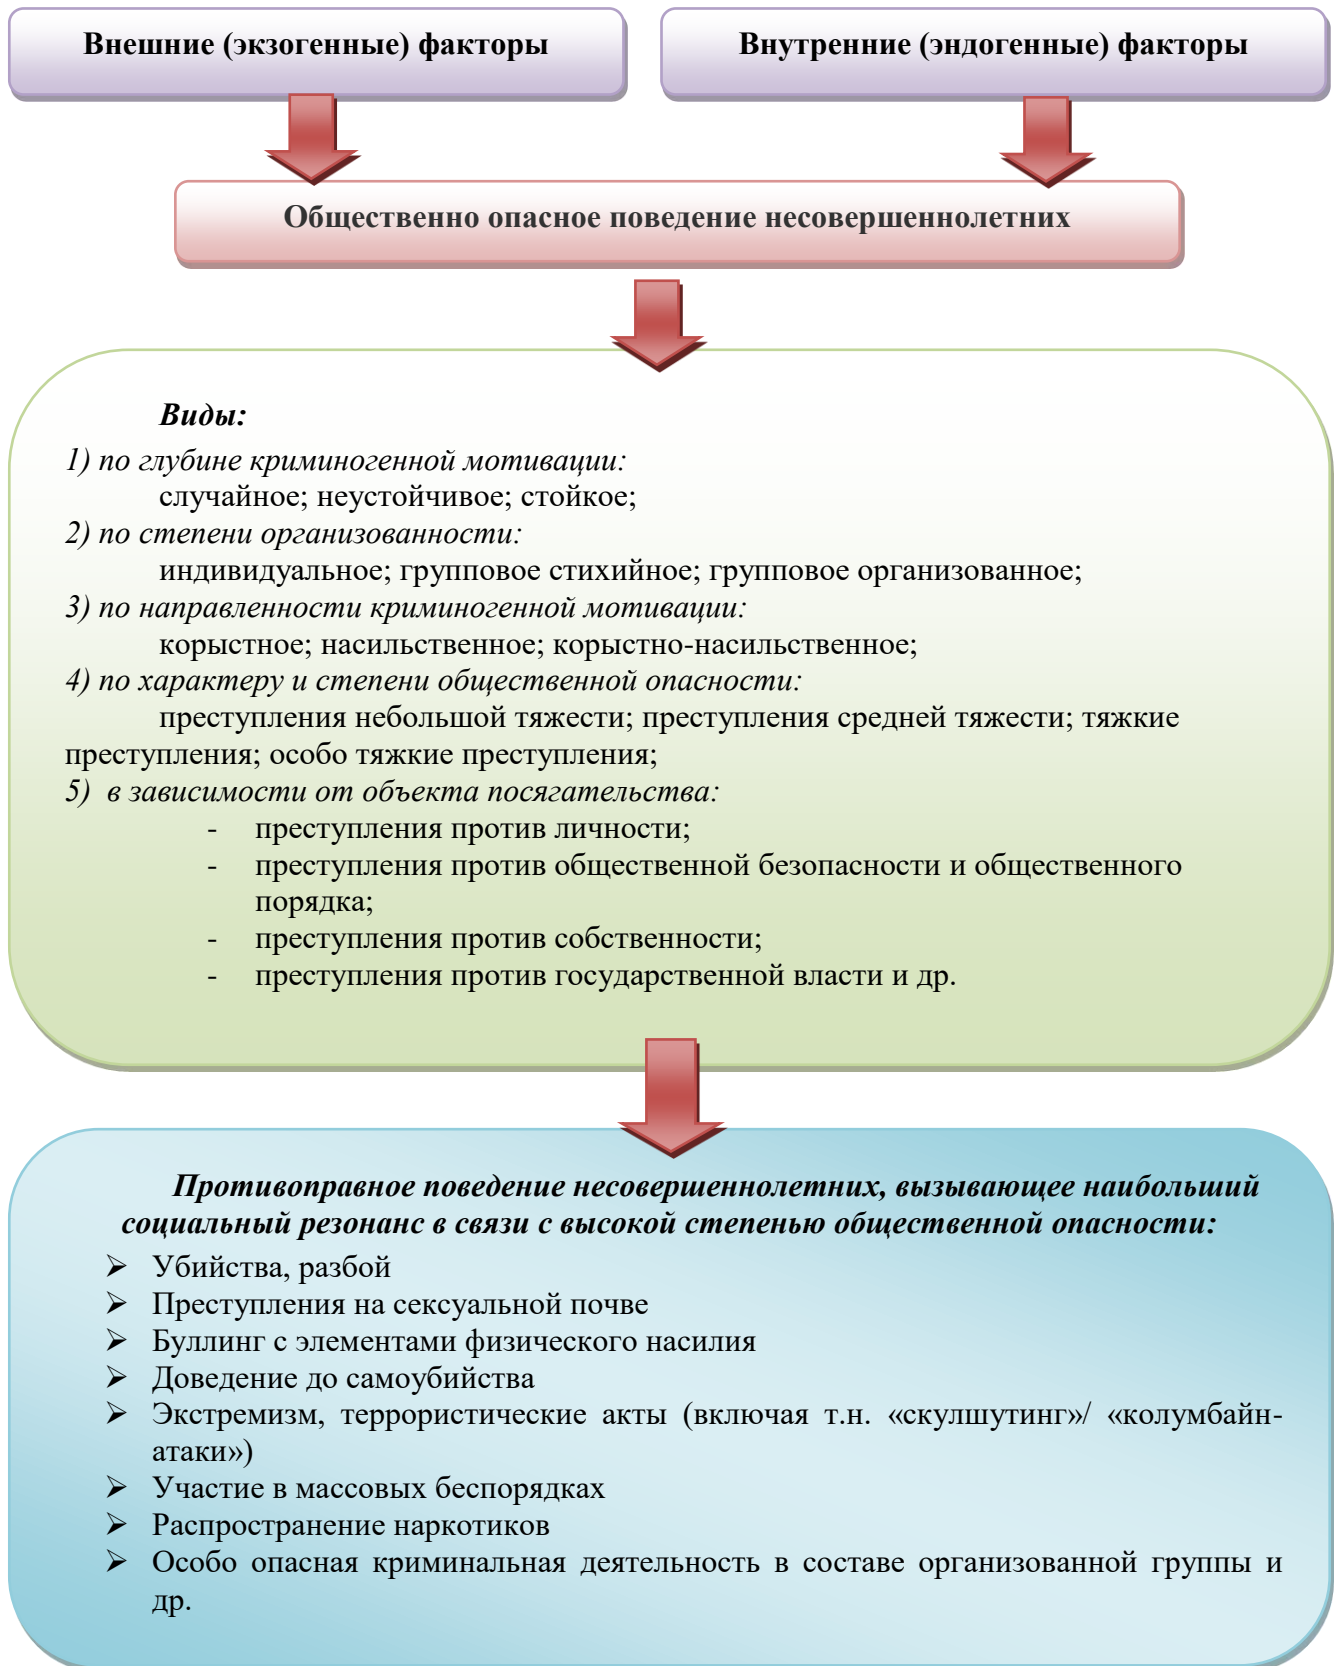 Внешние (экзогенные) факторы
Внутренние (эндогенные) факторы
Общественно опасное поведение несовершеннолетних
Виды:
1) по глубине криминогенной мотивации:
случайное; неустойчивое; стойкое;
2) по степени организованности:
индивидуальное; групповое стихийное; групповое организованное;
3) по направленности криминогенной мотивации:
корыстное; насильственное; корыстно-насильственное;
4) по характеру и степени общественной опасности:
преступления небольшой тяжести; преступления средней тяжести; тяжкие
преступления; особо тяжкие преступления;
5) в зависимости от объекта посягательства:
- преступления против личности;
- преступления против общественной безопасности и общественного
порядка;
- преступления против собственности;
- преступления против государственной власти и др.
Противоправное поведение несовершеннолетних, вызывающее наибольший
социальный резонанс в связи с высокой степенью общественной опасности:
➢ Убийства, разбой
➢ Преступления на сексуальной почве
➢ Буллинг с элементами физического насилия
➢ Доведение до самоубийства
➢ Экстремизм, террористические акты (включая т.н. «скулшутинг»/ «колумбайн-
атаки»)
➢ Участие в массовых беспорядках
➢ Распространение наркотиков
➢ Особо опасная криминальная деятельность в составе организованной группы и
др.